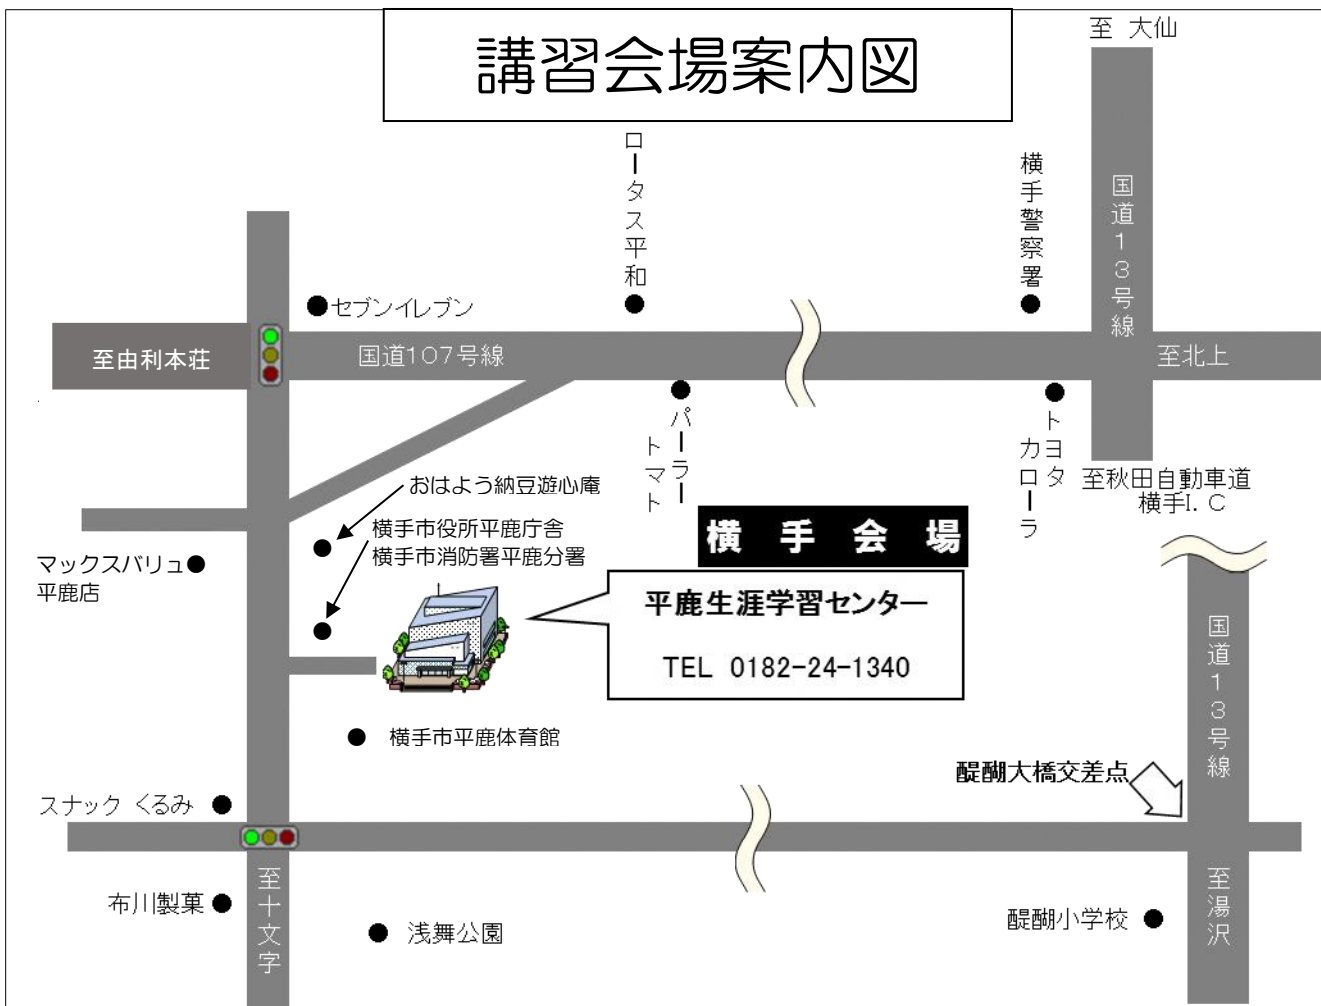 講習会場案内図
至 大仙
ロータス平和
横手警察署
国道13号線
セブンイレブン
至由利本荘
国道107号線
至北上
パーラー
トマト
トヨタ
カローラ
至秋田自動車道
横手I. C
おはよう納豆遊心庵
横手市役所平鹿庁舎
横手市消防署平鹿分署
横 手 会 場
マックスバリュ
平鹿店
平鹿生涯学習センター
TEL 0182-24-1340
国道13号線
横手市平鹿体育館
醍醐大橋交差点
スナック くるみ
布川製菓
至十文字
浅舞公園
醍醐小学校
至湯沢